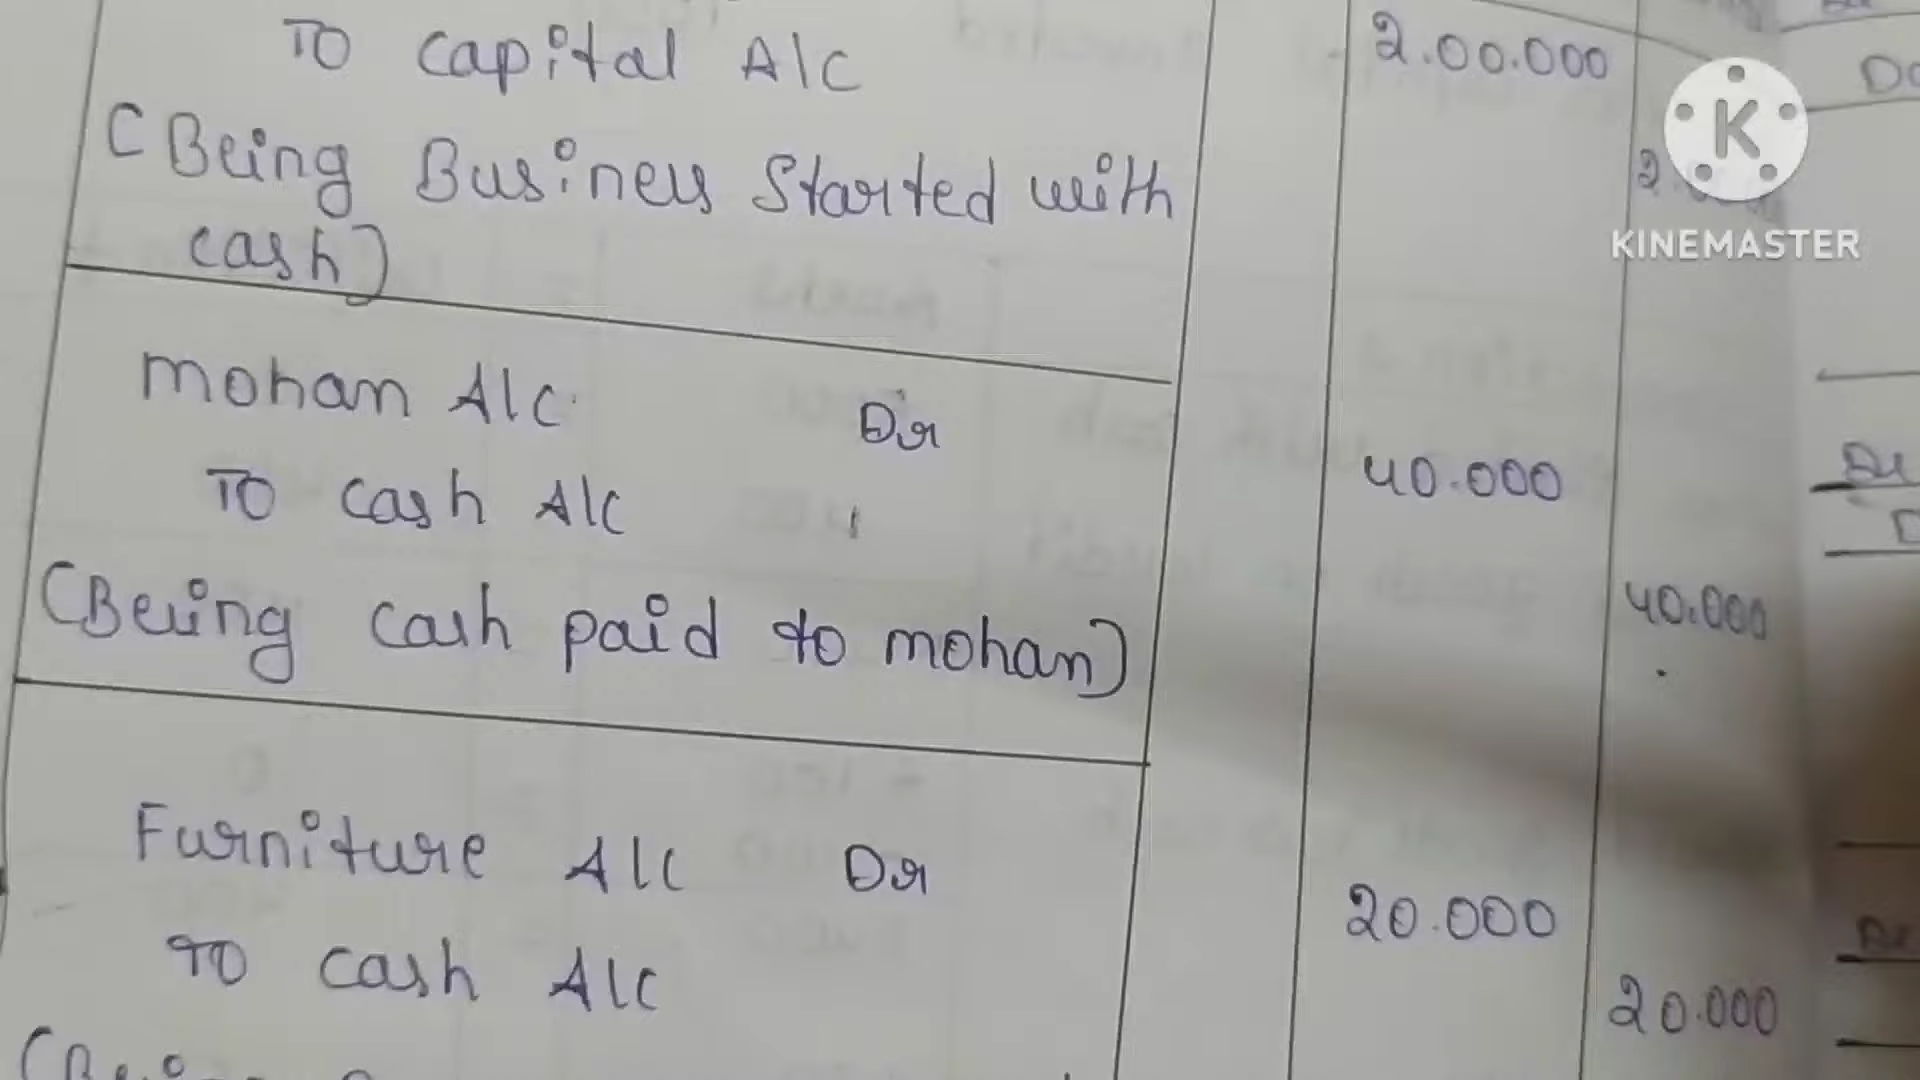 To capital A/c 2.00.000
(Being Business Started with
cash)
KINEMASTER
K
mohan A/c Dr
40.000
To cash A/c
40.000
(Being cash paid to mohan)
Furniture A/c Dr
20.000
To cash A/c
20.000